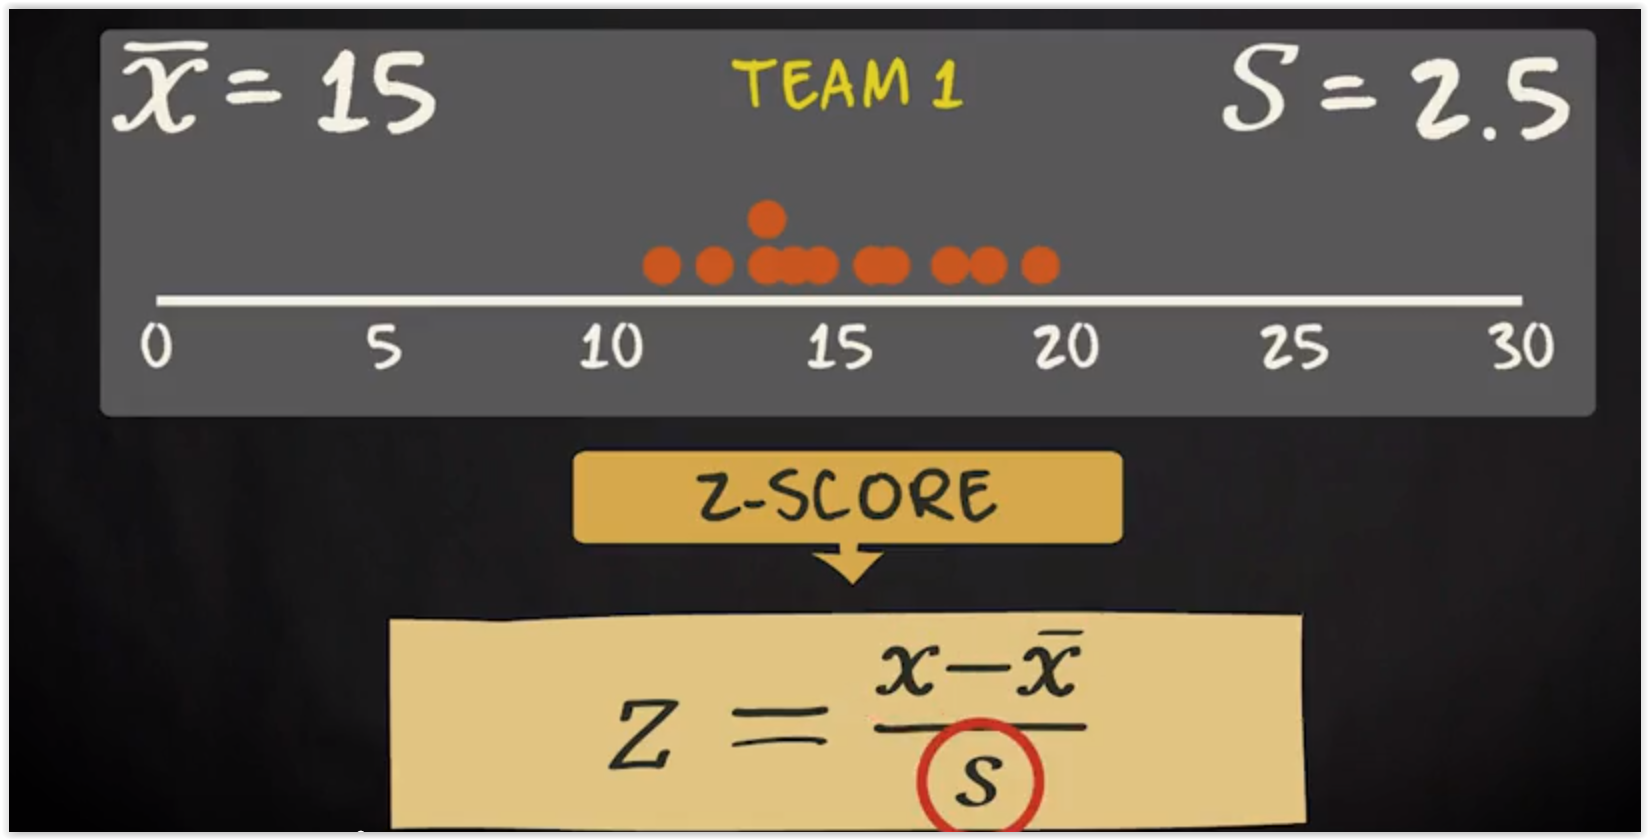 x̄ = 15
TEAM 1
S = 2.5
0 5 10 15 20 25 30
Z-SCORE
z = (x − x̄) / s